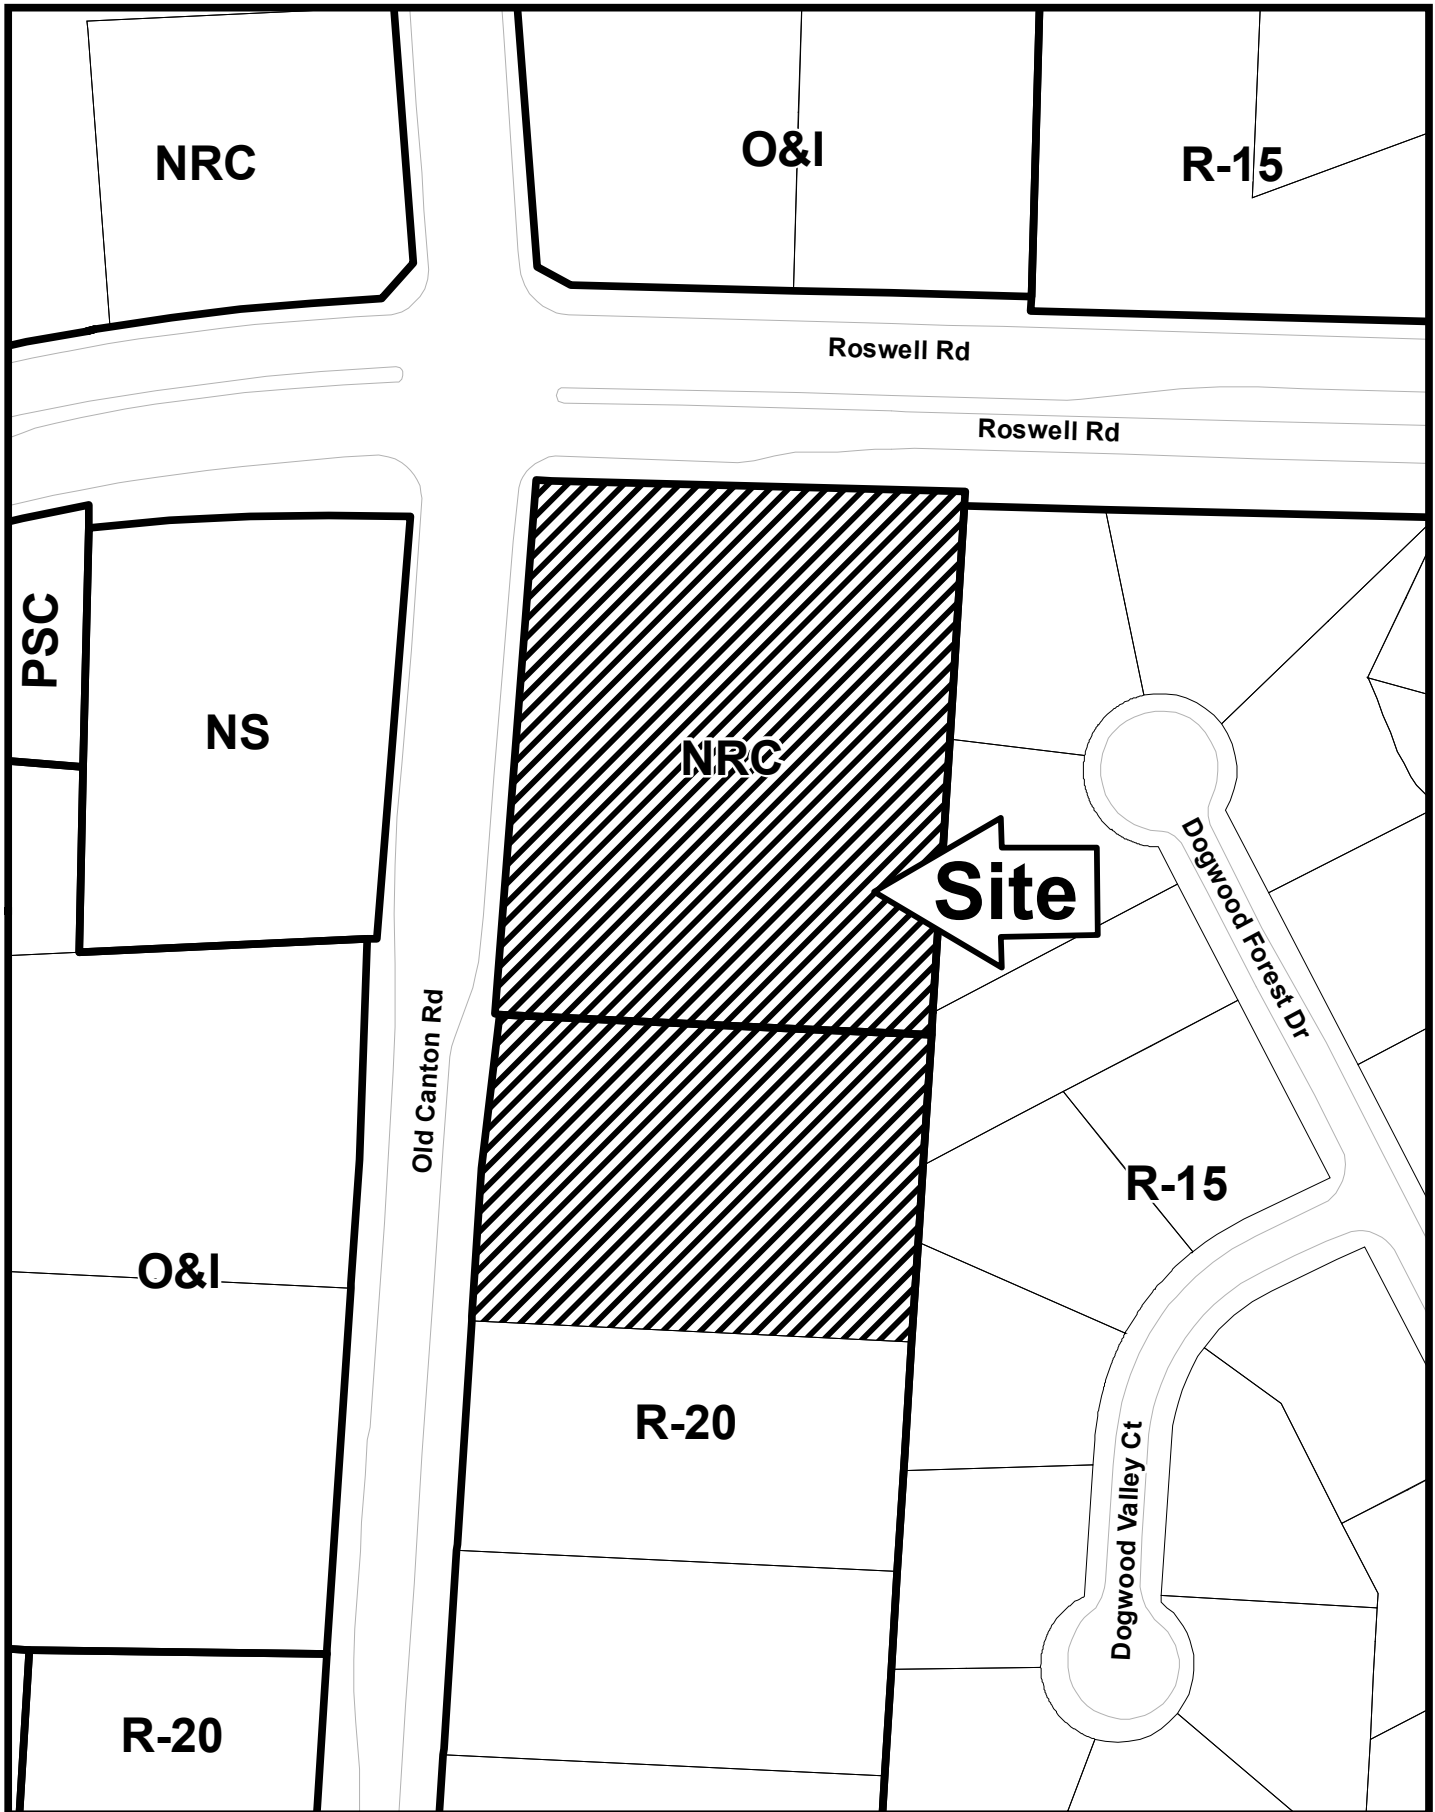 NRC
O&I
R-15
Roswell Rd
Roswell Rd
PSC
NS
NRC
Site
Dogwood Forest Dr
Old Canton Rd
R-15
O&I
R-20
Dogwood Valley Ct
R-20